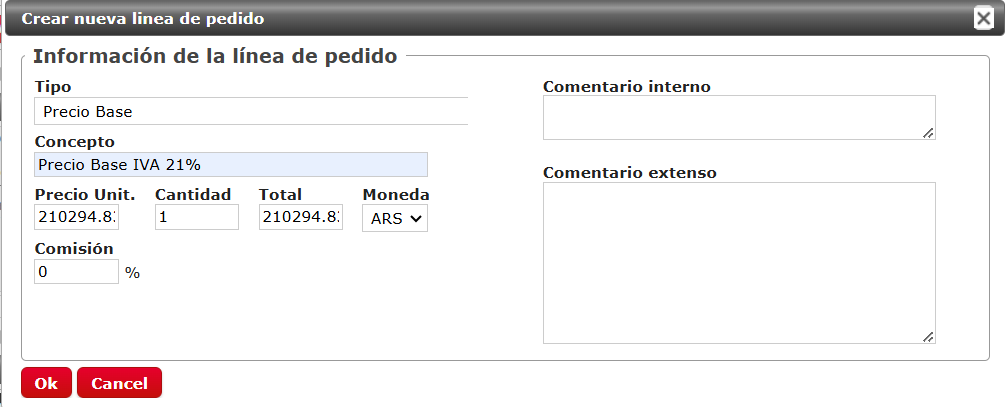 Crear nueva linea de pedido
Información de la línea de pedido
Tipo
Precio Base
Concepto
Precio Base IVA 21%
Precio Unit. Cantidad Total Moneda
210294.8 1 210294.8 ARS
Comisión
0 %
Comentario interno
Comentario extenso
Ok Cancel